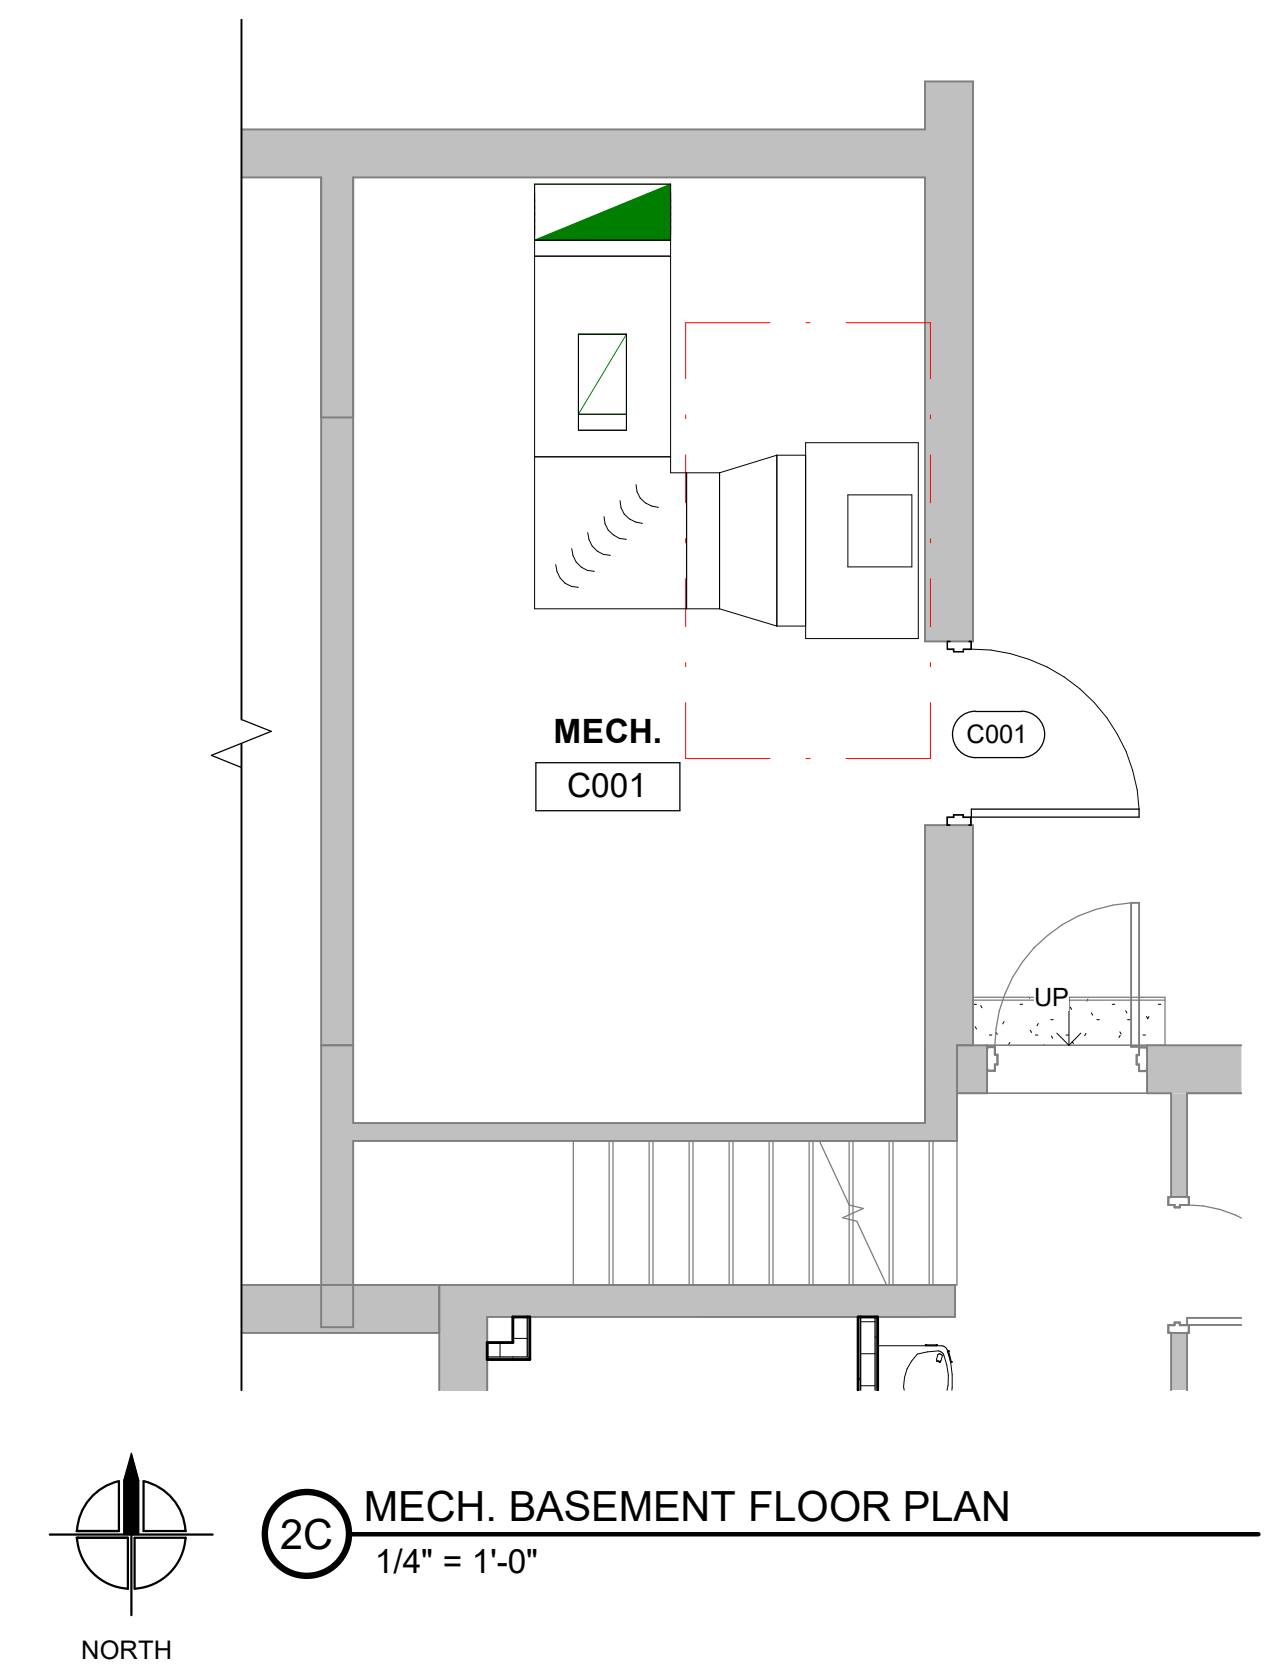 MECH.
C001
C001
UP
2C
MECH. BASEMENT FLOOR PLAN
1/4" = 1'-0"
NORTH